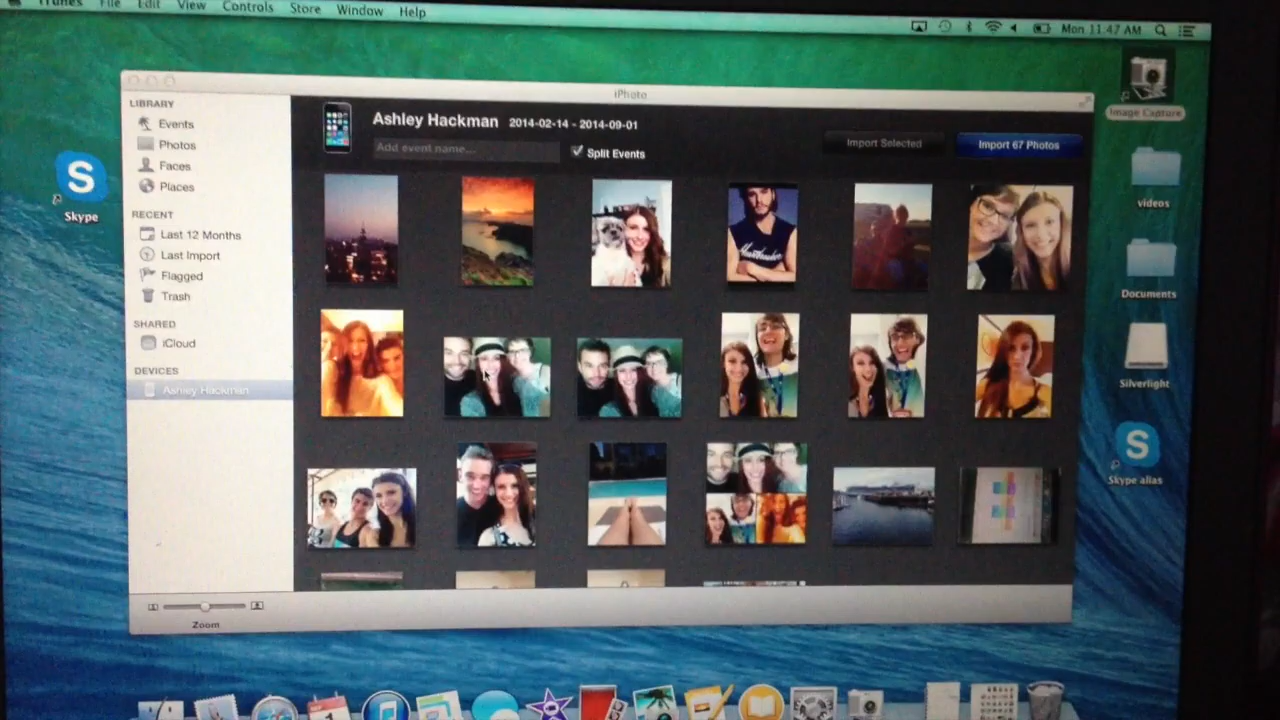 iTunes File Edit View Controls Store Window Help
Mon 11:47 AM
iPhoto
LIBRARY
Events
Photos
Faces
Places
RECENT
Last 12 Months
Last Import
Flagged
Trash
SHARED
iCloud
DEVICES
Ashley Hackman
Ashley Hackman 2014-02-14 - 2014-09-01
Add event name...
Split Events
Import Selected
Import 67 Photos
Heartbreaker
Zoom
S
Skype
Image Capture
videos
Documents
Silverlight
S
Skype alias
1